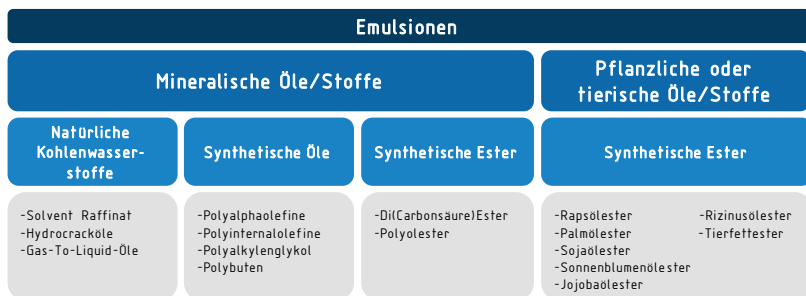 Emulsionen
Mineralische Öle/Stoffe
Pflanzliche oder
tierische Öle/Stoffe
Natürliche
Kohlenwasser-
stoffe
Synthetische Öle
Synthetische Ester
Synthetische Ester
-Solvent Raffinat
-Hydrocracköle
-Gas-To-Liquid-Öle
-Polyalphaolefine
-Polyinternalolefine
-Polyalkylenglykol
-Polybuten
-Di(Carbonsäure)Ester
-Polyolester
-Rapsölester
-Palmölester
-Sojaölester
-Sonnenblumenölester
-Jojobaölester
-Rizinusölester
-Tierfettester